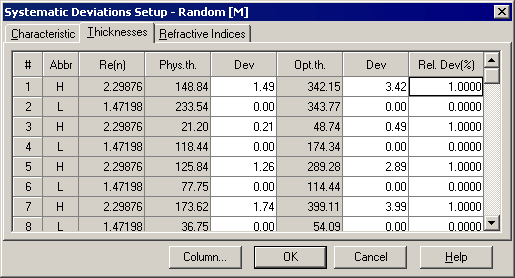 Systematic Deviations Setup - Random [M]
Characteristic Thicknesses Refractive Indices
# Abbr Re(n) Phys.th. Dev Opt.th. Dev Rel. Dev(%)
1 H 2.29876 148.84 1.49 342.15 3.42 1.0000
2 L 1.47198 233.54 0.00 343.77 0.00 0.0000
3 H 2.29876 21.20 0.21 48.74 0.49 1.0000
4 L 1.47198 118.44 0.00 174.34 0.00 0.0000
5 H 2.29876 125.84 1.26 289.28 2.89 1.0000
6 L 1.47198 77.75 0.00 114.44 0.00 0.0000
7 H 2.29876 173.62 1.74 399.11 3.99 1.0000
8 L 1.47198 36.75 0.00 54.09 0.00 0.0000
Column... OK Cancel Help